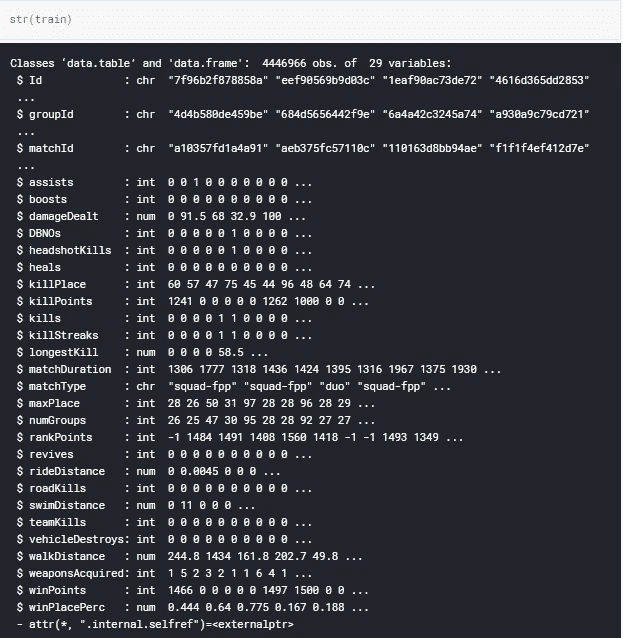 str(train)
Classes ‘data.table’ and 'data.frame':  4446966 obs. of  29 variables:
 $ Id             : chr  "7f96b2f878858a" "eef90569b9d03c" "1eaf90ac73de72" "4616d365dd2853"
 ...
 $ groupId        : chr  "4d4b580de459be" "684d5656442f9e" "6a4a42c3245a74" "a930a9c79cd721"
 ...
 $ matchId        : chr  "a10357fd1a4a91" "aeb375fc57110c" "110163d8bb94ae" "f1f1f4ef412d7e"
 ...
 $ assists        : int  0 0 1 0 0 0 0 0 0 0 ...
 $ boosts         : int  0 0 0 0 0 0 0 0 0 0 ...
 $ damageDealt    : num  0 91.5 68 32.9 100 ...
 $ DBNOs          : int  0 0 0 0 0 1 0 0 0 0 ...
 $ headshotKills  : int  0 0 0 0 0 1 0 0 0 0 ...
 $ heals          : int  0 0 0 0 0 0 0 0 0 0 ...
 $ killPlace      : int  60 57 47 75 45 44 96 48 64 74 ...
 $ killPoints     : int  1241 0 0 0 0 0 1262 1000 0 0 ...
 $ kills          : int  0 0 0 0 1 1 0 0 0 0 ...
 $ killStreaks    : int  0 0 0 0 1 1 0 0 0 0 ...
 $ longestKill    : num  0 0 0 0 58.5 ...
 $ matchDuration  : int  1306 1777 1318 1436 1424 1395 1316 1967 1375 1930 ...
 $ matchType      : chr  "squad-fpp" "squad-fpp" "duo" "squad-fpp" ...
 $ maxPlace       : int  28 26 50 31 97 28 28 96 28 29 ...
 $ numGroups      : int  26 25 47 30 95 28 28 92 27 27 ...
 $ rankPoints     : int  -1 1484 1491 1408 1560 1418 -1 -1 1493 1349 ...
 $ revives        : int  0 0 0 0 0 0 0 0 0 0 ...
 $ rideDistance   : num  0 0.0045 0 0 0 ...
 $ roadKills      : int  0 0 0 0 0 0 0 0 0 0 ...
 $ swimDistance   : num  0 11 0 0 0 ...
 $ teamKills      : int  0 0 0 0 0 0 0 0 0 0 ...
 $ vehicleDestroys: int  0 0 0 0 0 0 0 0 0 0 ...
 $ walkDistance   : num  244.8 1434 161.8 202.7 49.8 ...
 $ weaponsAcquired: int  1 5 2 3 2 1 1 6 4 1 ...
 $ winPoints      : int  1466 0 0 0 0 0 1497 1500 0 0 ...
 $ winPlacePerc   : num  0.444 0.64 0.775 0.167 0.188 ...
 - attr(*, ".internal.selfref")=<externalptr>